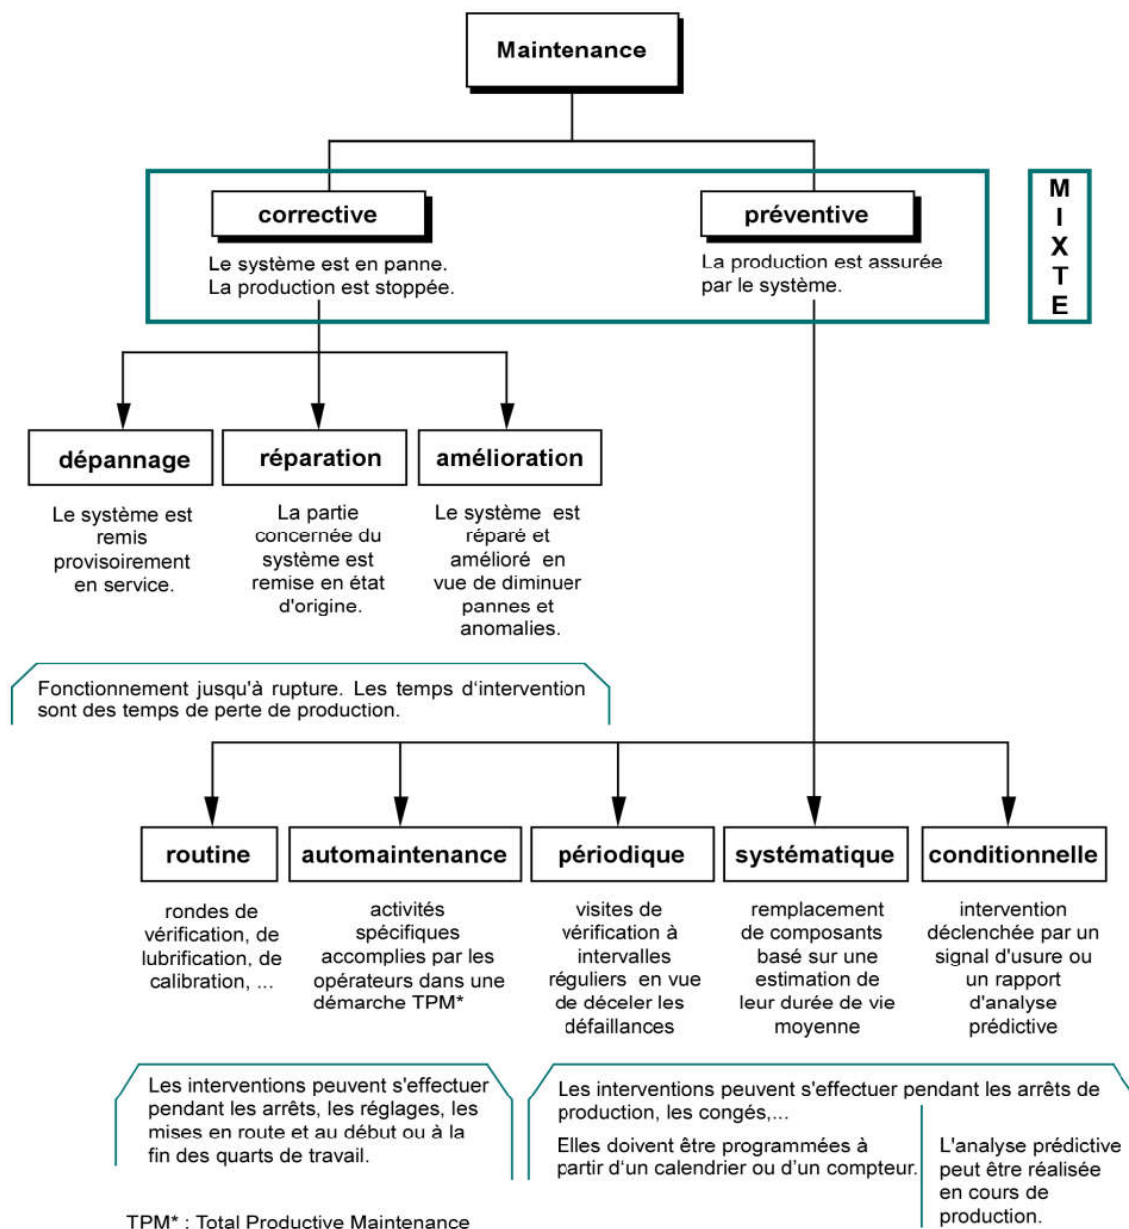 Maintenance
corrective
Le système est en panne.
La production est stoppée.
préventive
La production est assurée
par le système.
MIXTE
dépannage
Le système est
remis
provisoirement
en service.
réparation
La partie
concernée du
système est
remise en état
d'origine.
amélioration
Le système est
réparé et
amélioré en
vue de diminuer
pannes et
anomalies.
Fonctionnement jusqu'à rupture. Les temps d'intervention
sont des temps de perte de production.
routine
rondes de
vérification, de
lubrification, de
calibration, ...
automaintenance
activités
spécifiques
accomplies par les
opérateurs dans une
démarche TPM*
périodique
visites de
vérification à
intervalles
réguliers en vue
de déceler les
défaillances
systématique
remplacement
de composants
basé sur une
estimation de
leur durée de vie
moyenne
conditionnelle
intervention
déclenchée par un
signal d'usure ou
un rapport
d'analyse
prédictive
Les interventions peuvent s'effectuer
pendant les arrêts, les réglages, les
mises en route et au début ou à la
fin des quarts de travail.
Les interventions peuvent s'effectuer pendant les arrêts de
production, les congés,...
Elles doivent être programmées à
partir d'un calendrier ou d'un compteur.
L'analyse prédictive
peut être réalisée
en cours de
production.
TPM* : Total Productive Maintenance